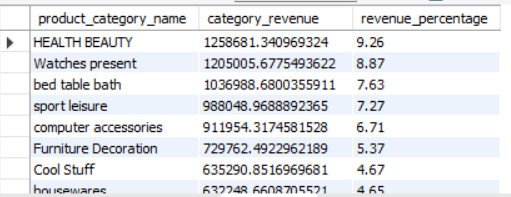 product_category_name category_revenue revenue_percentage
HEALTH BEAUTY 1258681.340969324 9.26
Watches present 1205005.6775493622 8.87
bed table bath 1036988.6800355911 7.63
sport leisure 988048.9688892365 7.27
computer accessories 911954.3174581528 6.71
Furniture Decoration 729762.4922962189 5.37
Cool Stuff 635290.8516969681 4.67
housewares 632248.6608705521 4.65